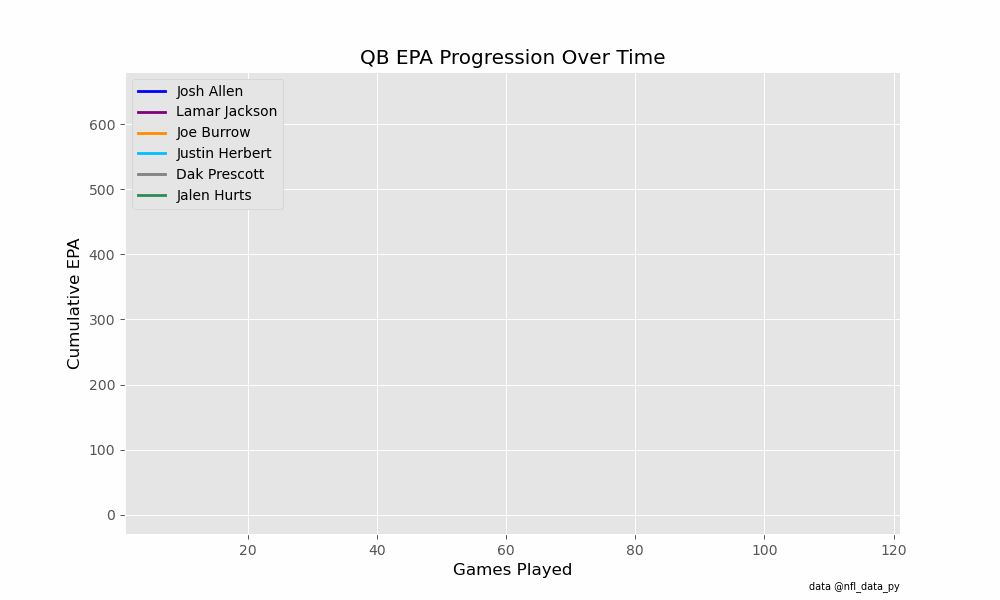 QB EPA Progression Over Time
Josh Allen
Lamar Jackson
Joe Burrow
Justin Herbert
Dak Prescott
Jalen Hurts
Cumulative EPA
600
500
400
300
200
100
0
20 40 60 80 100 120
Games Played
data @nfl_data_py